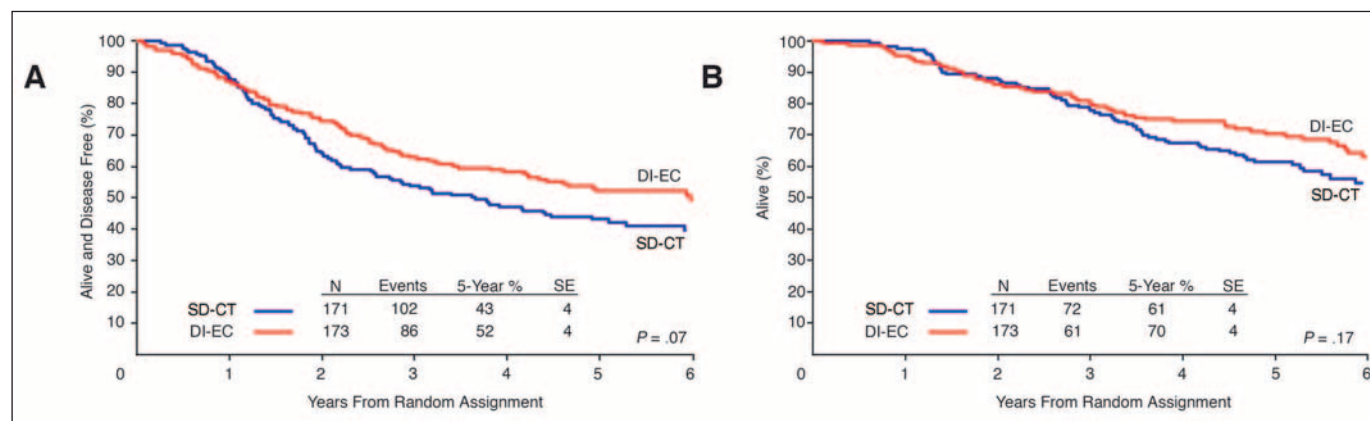 A
Alive and Disease Free (%)
100
90
80
70
60
50
40
30
20
10
0
1
2
3
4
5
6
Years From Random Assignment
DI-EC
SD-CT
N Events 5-Year % SE
SD-CT 171 102 43 4
DI-EC 173 86 52 4
P = .07
B
Alive (%)
100
90
80
70
60
50
40
30
20
10
0
1
2
3
4
5
6
Years From Random Assignment
DI-EC
SD-CT
N Events 5-Year % SE
SD-CT 171 72 61 4
DI-EC 173 61 70 4
P = .17